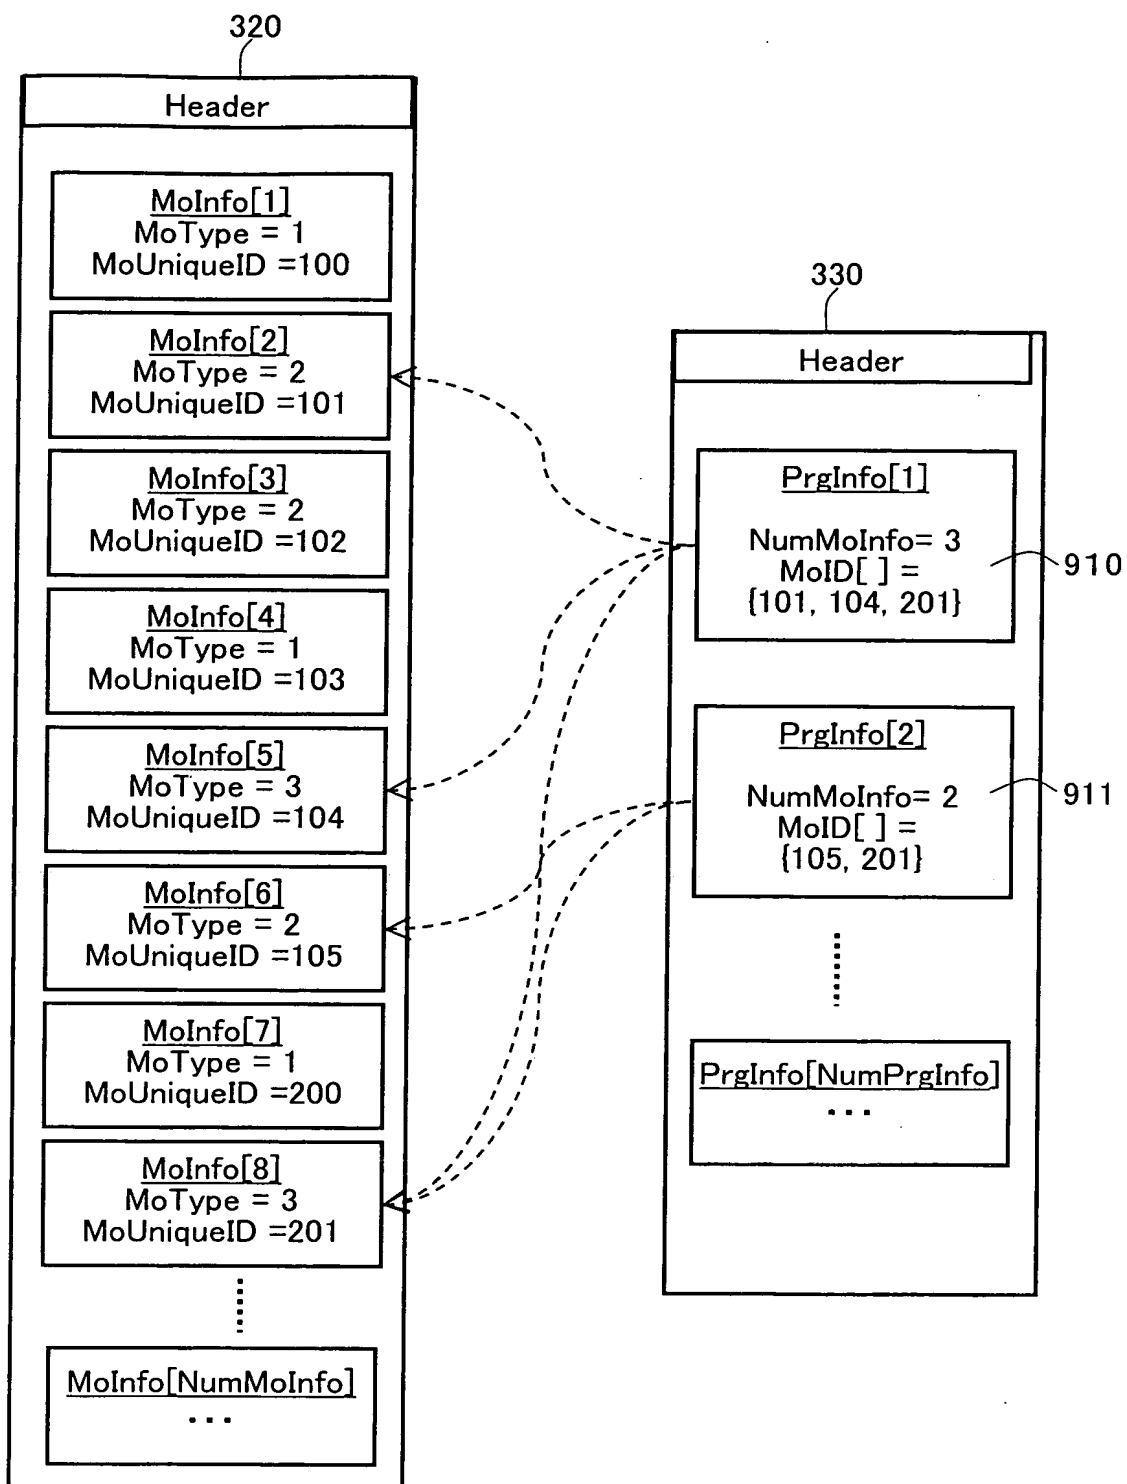 320
Header
MoInfo[1]
MoType = 1
MoUniqueID =100
MoInfo[2]
MoType = 2
MoUniqueID =101
MoInfo[3]
MoType = 2
MoUniqueID =102
MoInfo[4]
MoType = 1
MoUniqueID =103
MoInfo[5]
MoType = 3
MoUniqueID =104
MoInfo[6]
MoType = 2
MoUniqueID =105
MoInfo[7]
MoType = 1
MoUniqueID =200
MoInfo[8]
MoType = 3
MoUniqueID =201
MoInfo[NumMoInfo]
...
330
Header
PrgInfo[1]
NumMoInfo= 3
MoID[ ] =
{101, 104, 201}
910
PrgInfo[2]
NumMoInfo= 2
MoID[ ] =
{105, 201}
911
PrgInfo[NumPrgInfo]
...